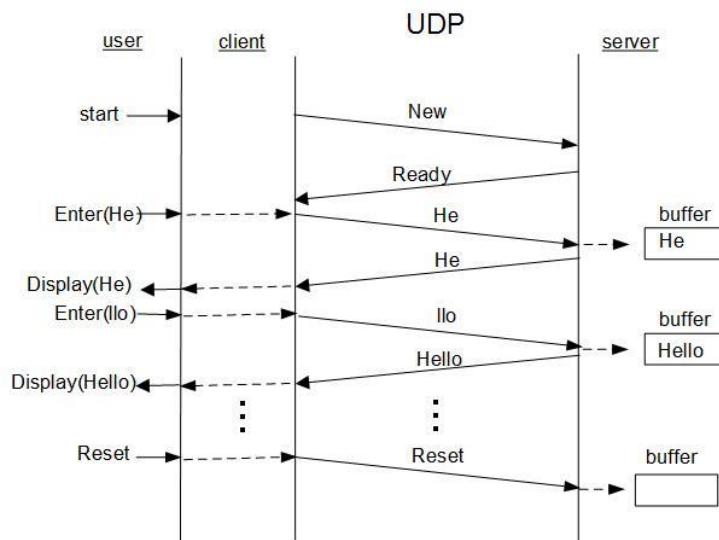 UDP
user
client
server
start
New
Ready
Enter(He)
He
buffer
He
He
Display(He)
Enter(llo)
llo
buffer
Hello
Hello
Display(Hello)
Reset
Reset
buffer